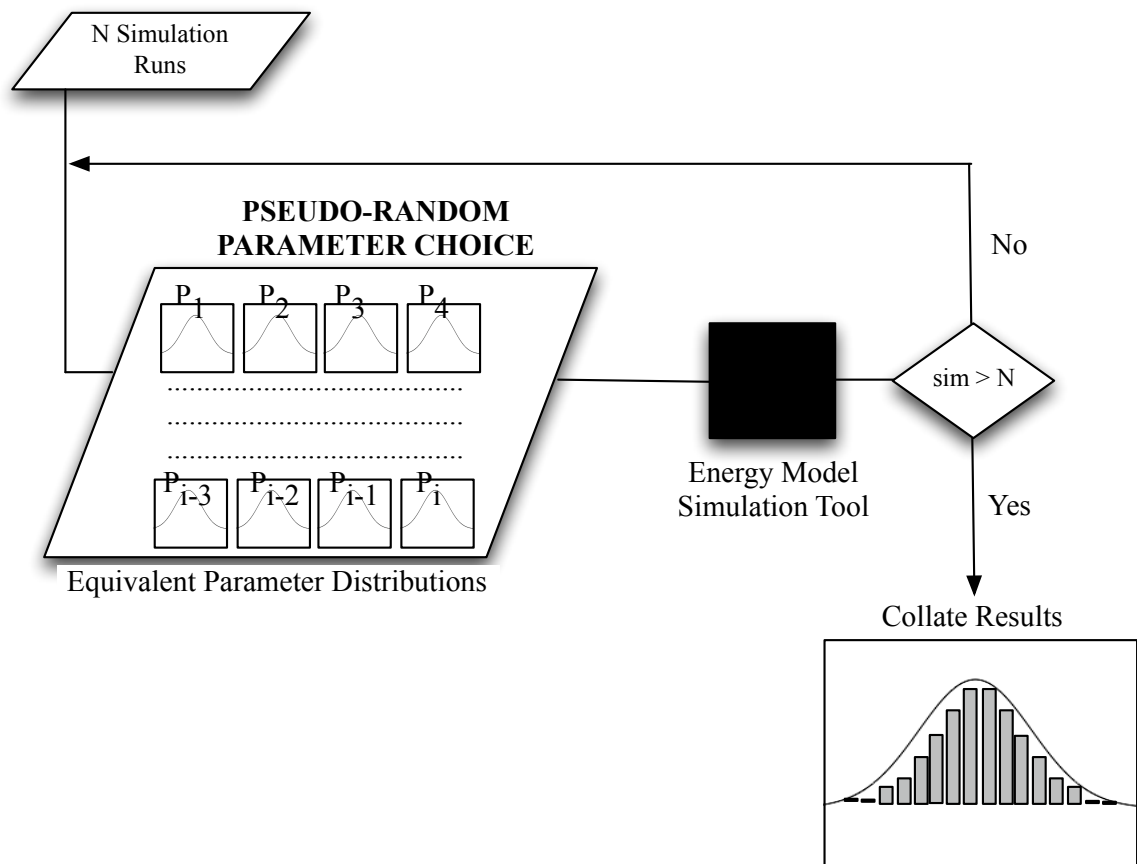 N Simulation
Runs
PSEUDO-RANDOM
PARAMETER CHOICE
No
P1 P2 P3 P4
sim > N
Pi-3 Pi-2 Pi-1 Pi
Energy Model
Simulation Tool
Yes
Equivalent Parameter Distributions
Collate Results